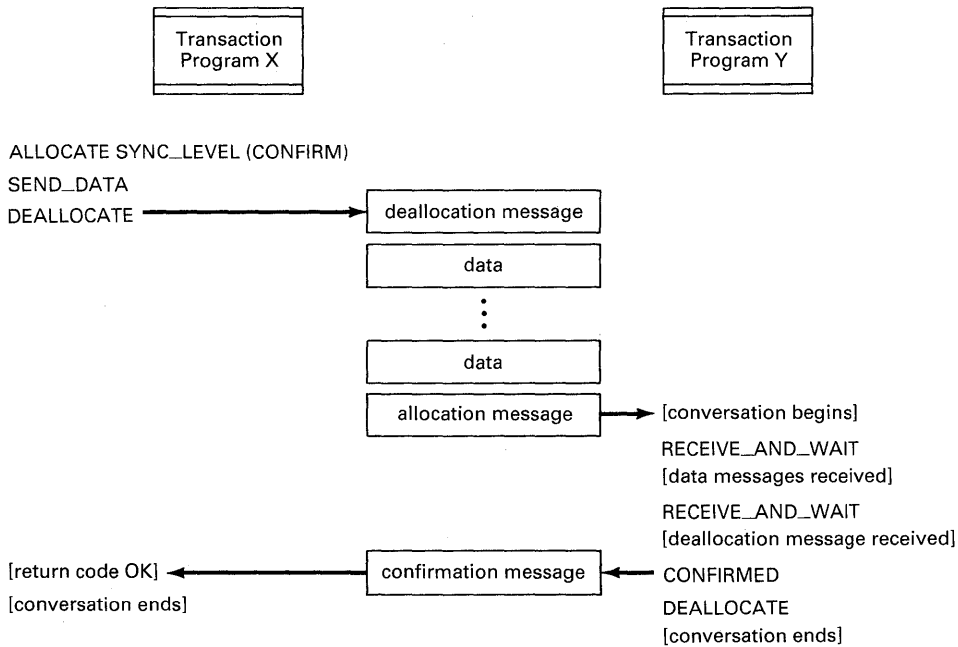 Transaction
Program X
Transaction
Program Y
ALLOCATE SYNC_LEVEL (CONFIRM)
SEND_DATA
DEALLOCATE
deallocation message
data
data
allocation message
[conversation begins]
RECEIVE_AND_WAIT
[data messages received]
RECEIVE_AND_WAIT
[deallocation message received]
[return code OK]
confirmation message
CONFIRMED
[conversation ends]
DEALLOCATE
[conversation ends]